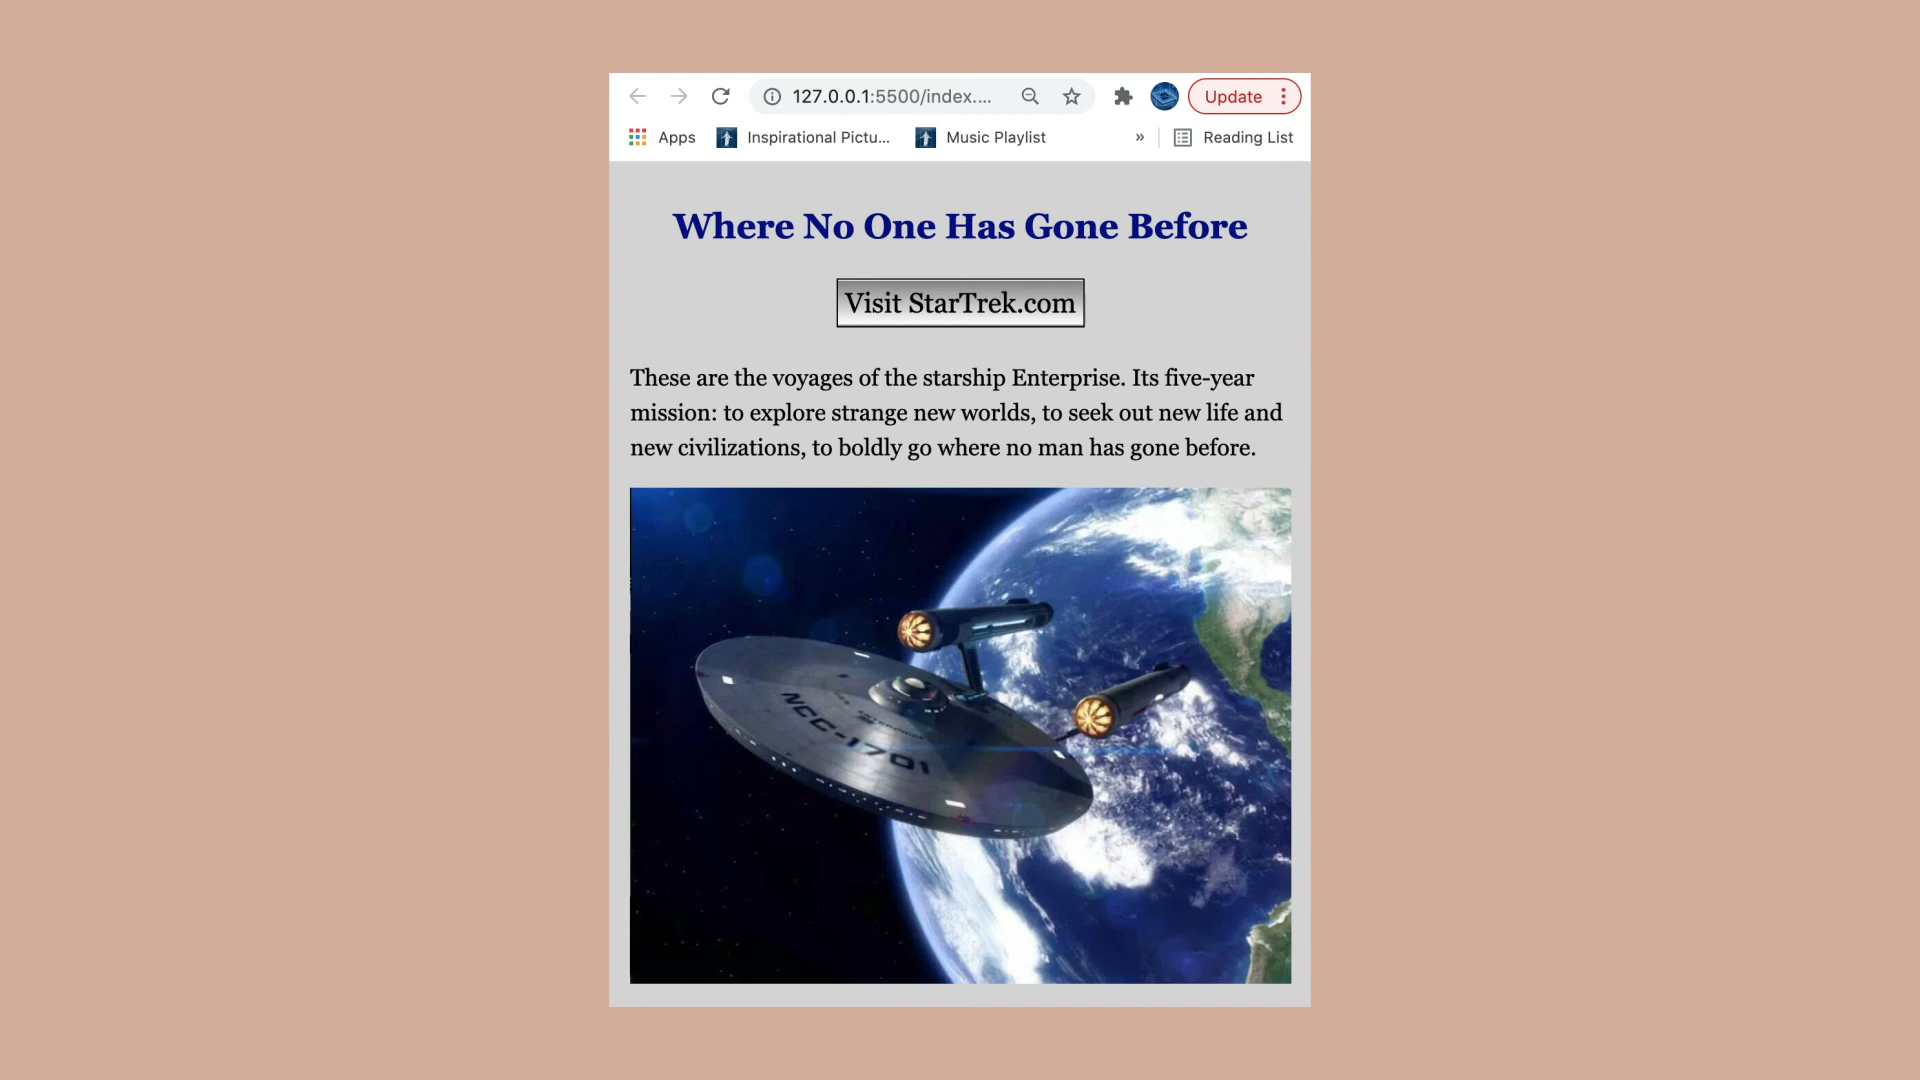 127.0.0.1:5500/index....
Update
Apps
Inspirational Pictu...
Music Playlist
»
Reading List
Where No One Has Gone Before
Visit StarTrek.com
These are the voyages of the starship Enterprise. Its five-year
mission: to explore strange new worlds, to seek out new life and
new civilizations, to boldly go where no man has gone before.
NCC-1701